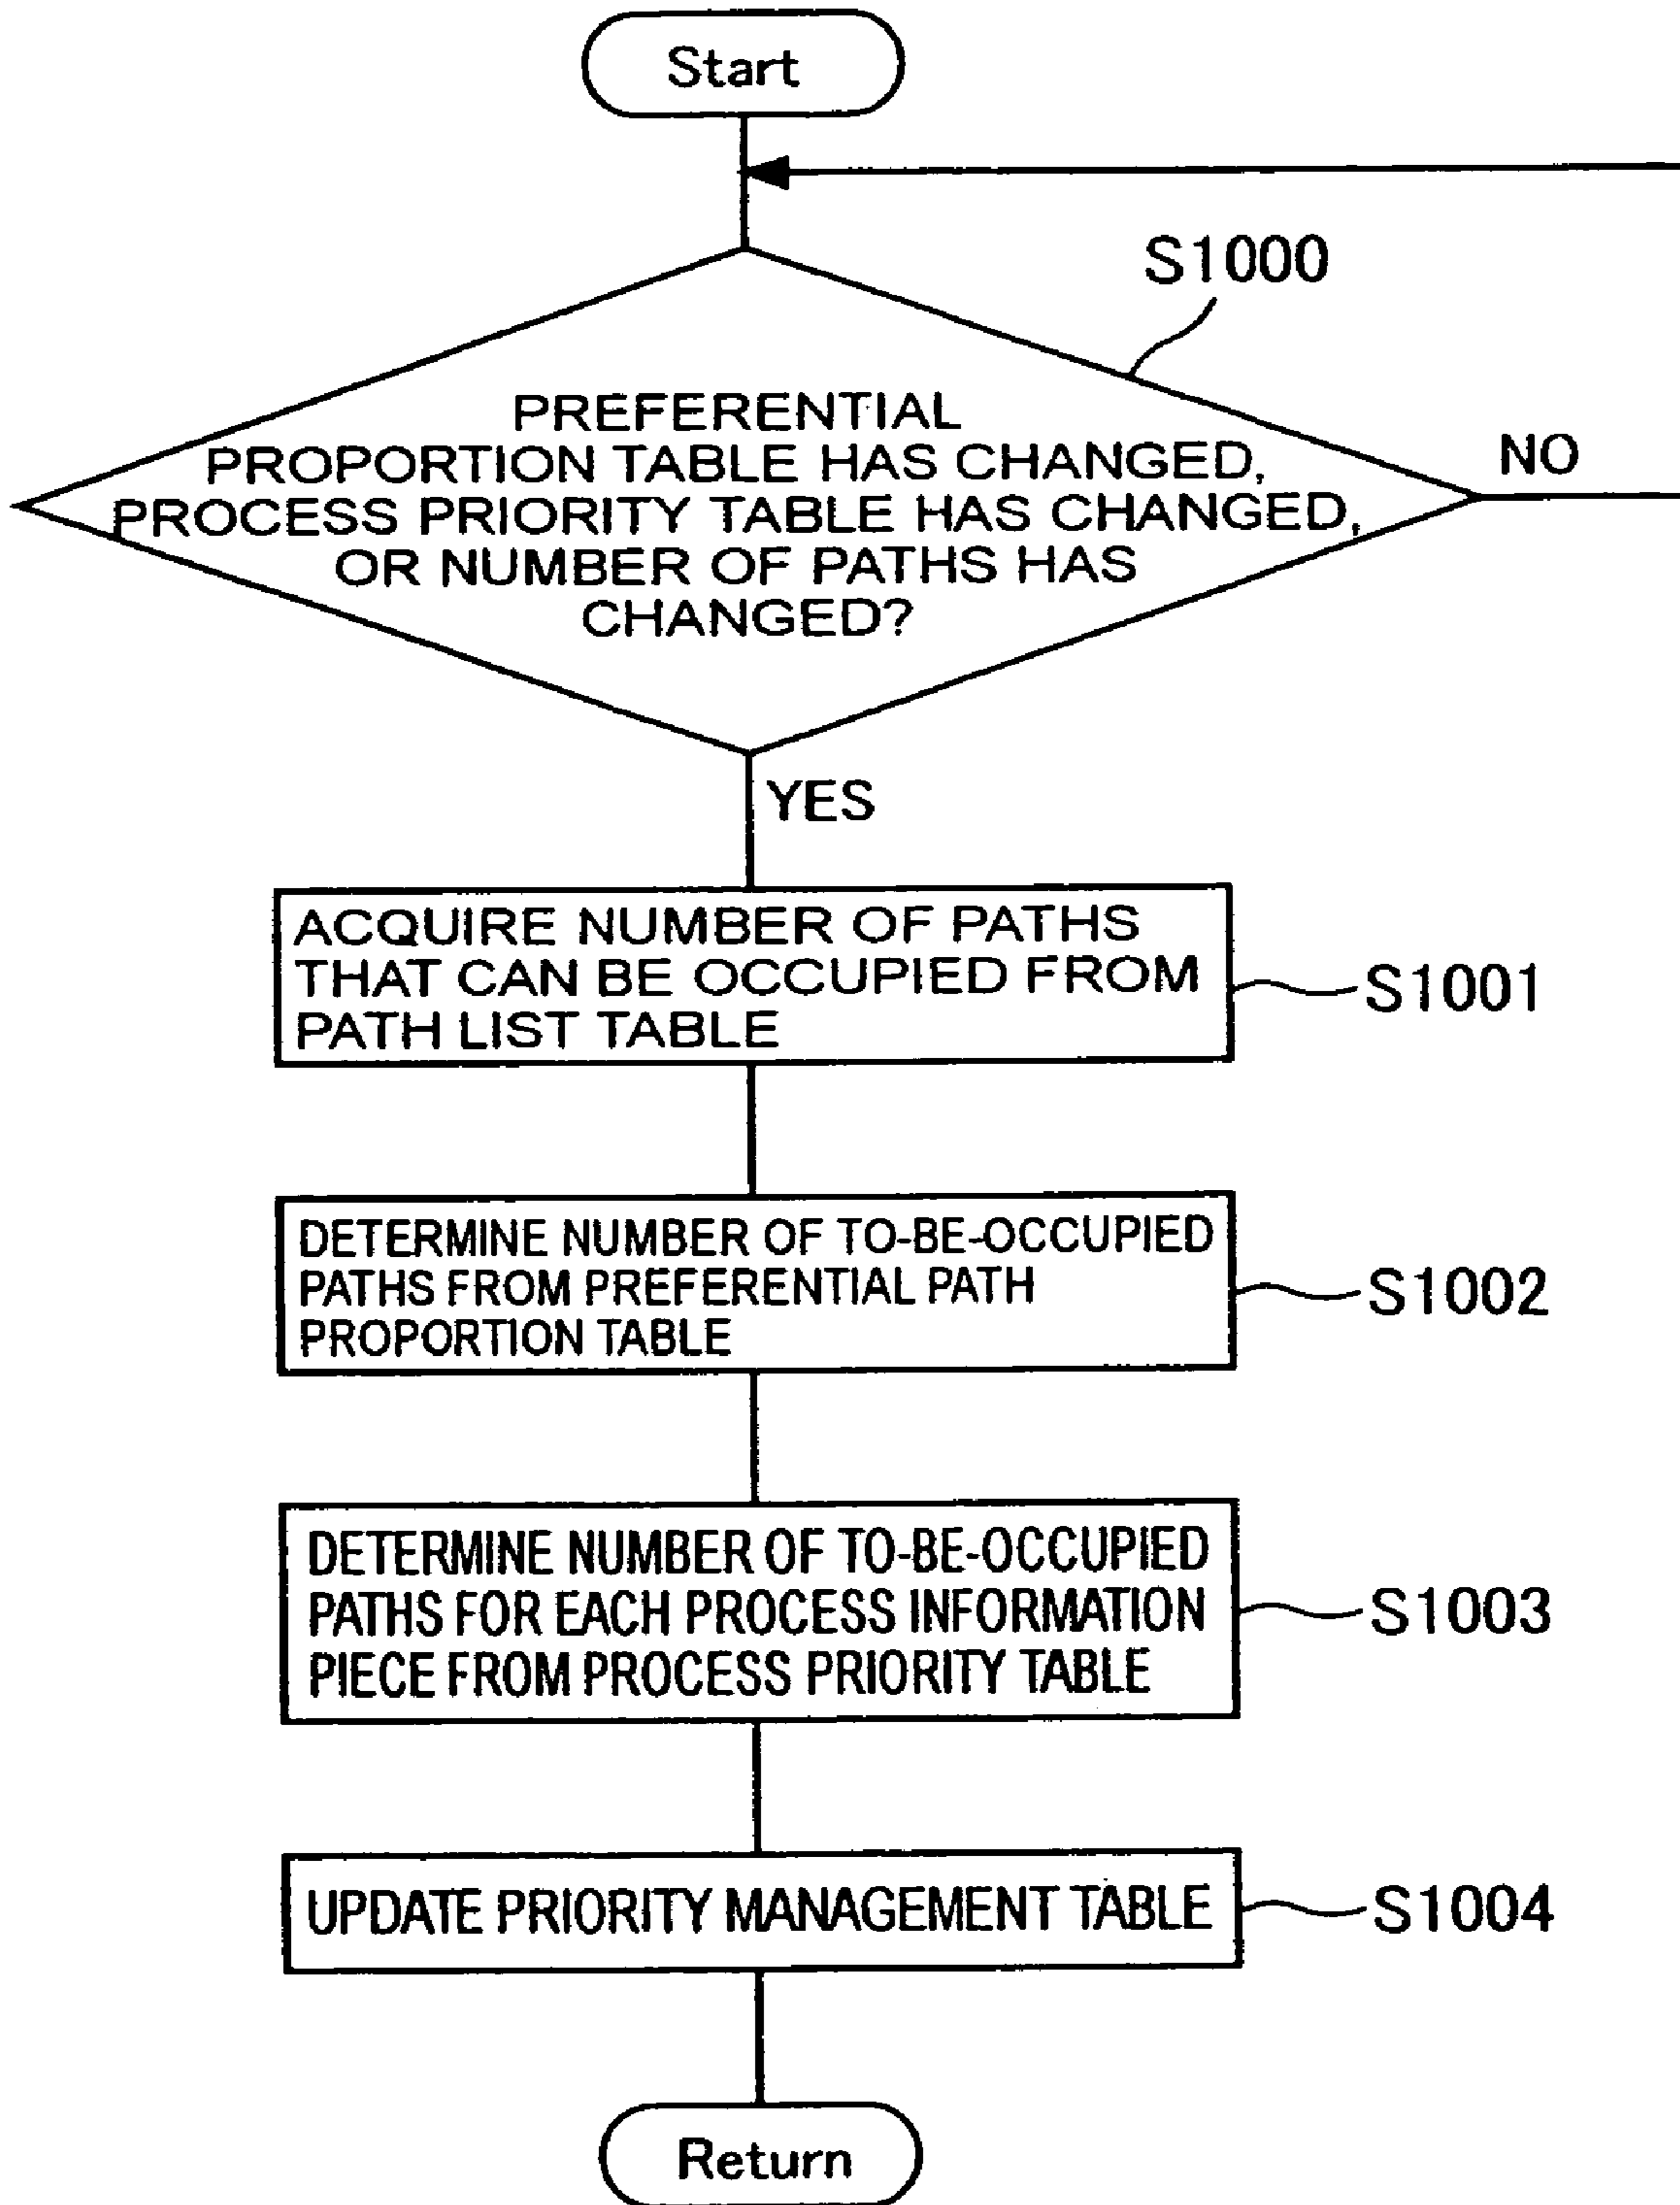 Start
S1000
PREFERENTIAL
PROPORTION TABLE HAS CHANGED,
PROCESS PRIORITY TABLE HAS CHANGED,
OR NUMBER OF PATHS HAS
CHANGED?
NO
YES
ACQUIRE NUMBER OF PATHS
THAT CAN BE OCCUPIED FROM
PATH LIST TABLE
S1001
DETERMINE NUMBER OF TO-BE-OCCUPIED
PATHS FROM PREFERENTIAL PATH
PROPORTION TABLE
S1002
DETERMINE NUMBER OF TO-BE-OCCUPIED
PATHS FOR EACH PROCESS INFORMATION
PIECE FROM PROCESS PRIORITY TABLE
S1003
UPDATE PRIORITY MANAGEMENT TABLE
S1004
Return